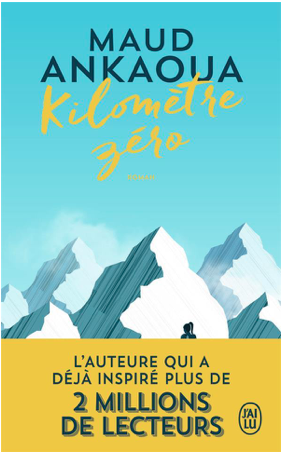 MAUD
ANKAOUA
Kilomètre
zéro
ROMAN
L'AUTEURE QUI A
DÉJÀ INSPIRÉ PLUS DE
2 MILLIONS
DE LECTEURS
J'AI
LU